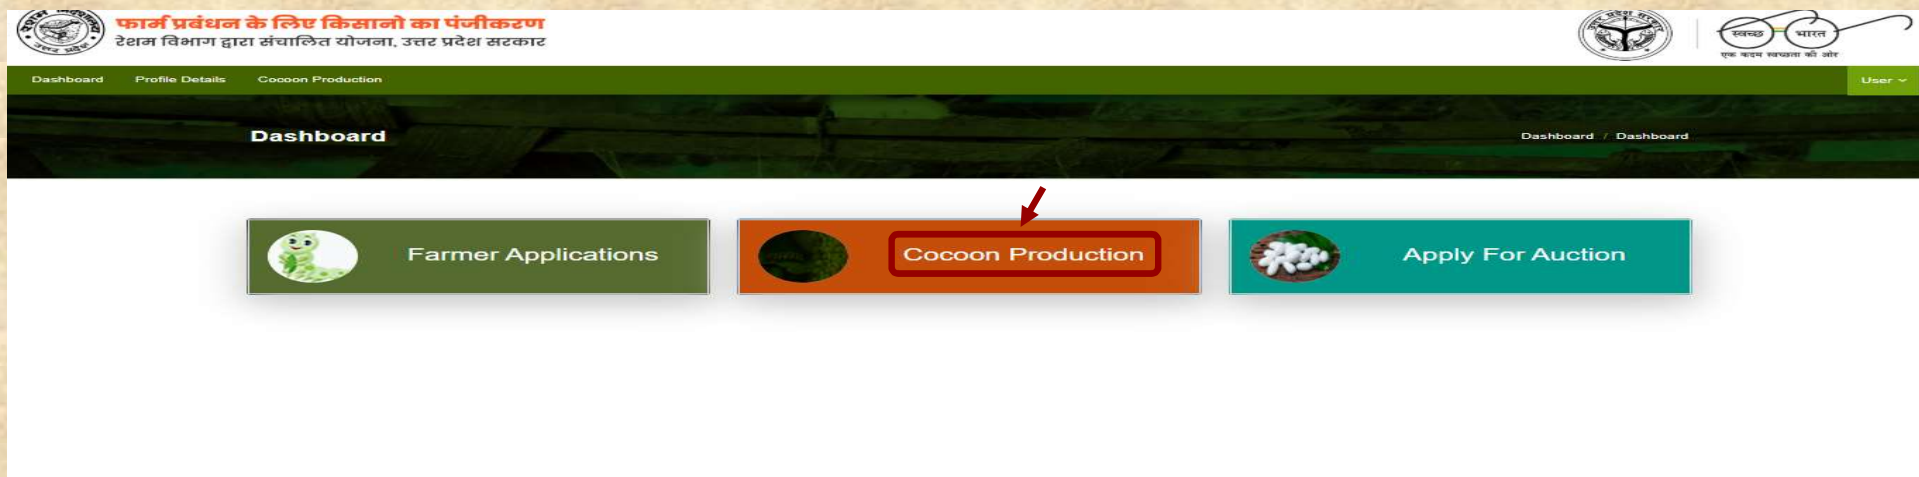 फार्म प्रबंधन के लिए किसानो का पंजीकरण
रेशम विभाग द्वारा संचालित योजना, उत्तर प्रदेश सरकार
स्वच्छ भारत
एक कदम स्वच्छता की ओर
Dashboard Profile Details Cocoon Production User
Dashboard
Dashboard / Dashboard
Farmer Applications
Cocoon Production
Apply For Auction